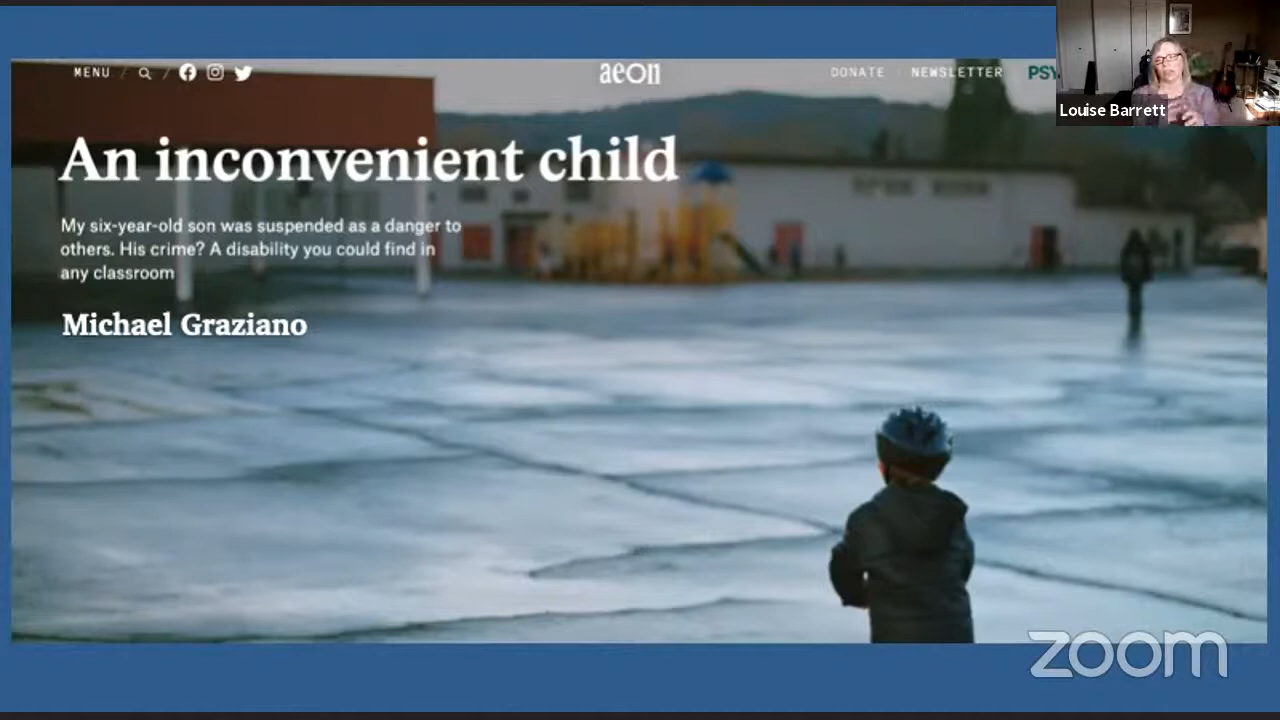 MENU / /
aeon
DONATE NEWSLETTER PSY
Louise Barrett
An inconvenient child
My six-year-old son was suspended as a danger to
others. His crime? A disability you could find in
any classroom
Michael Graziano
zoom